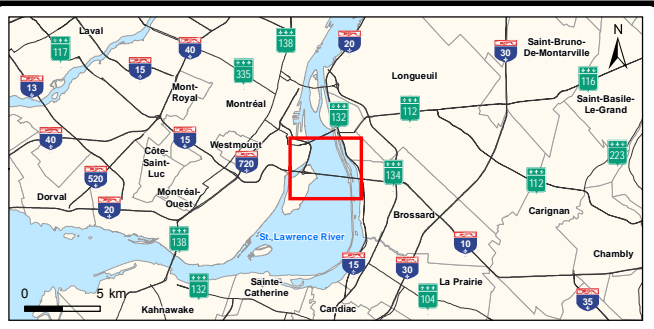 Laval
117
15
40
138
20
30
Saint-Bruno-
De-Montarville
N
13
335
Mont-
Royal
Montréal
Longueuil
116
Saint-Basile-
Le-Grand
132
112
40
15
Westmount
Côte-
Saint-
Luc
720
223
520
134
112
Dorval
Montréal-
Ouest
20
Brossard
Carignan
138
St. Lawrence River
10
Chambly
0 5 km
132
Sainte-
Catherine
15
30
La Prairie
104
35
Kahnawake
Candiac